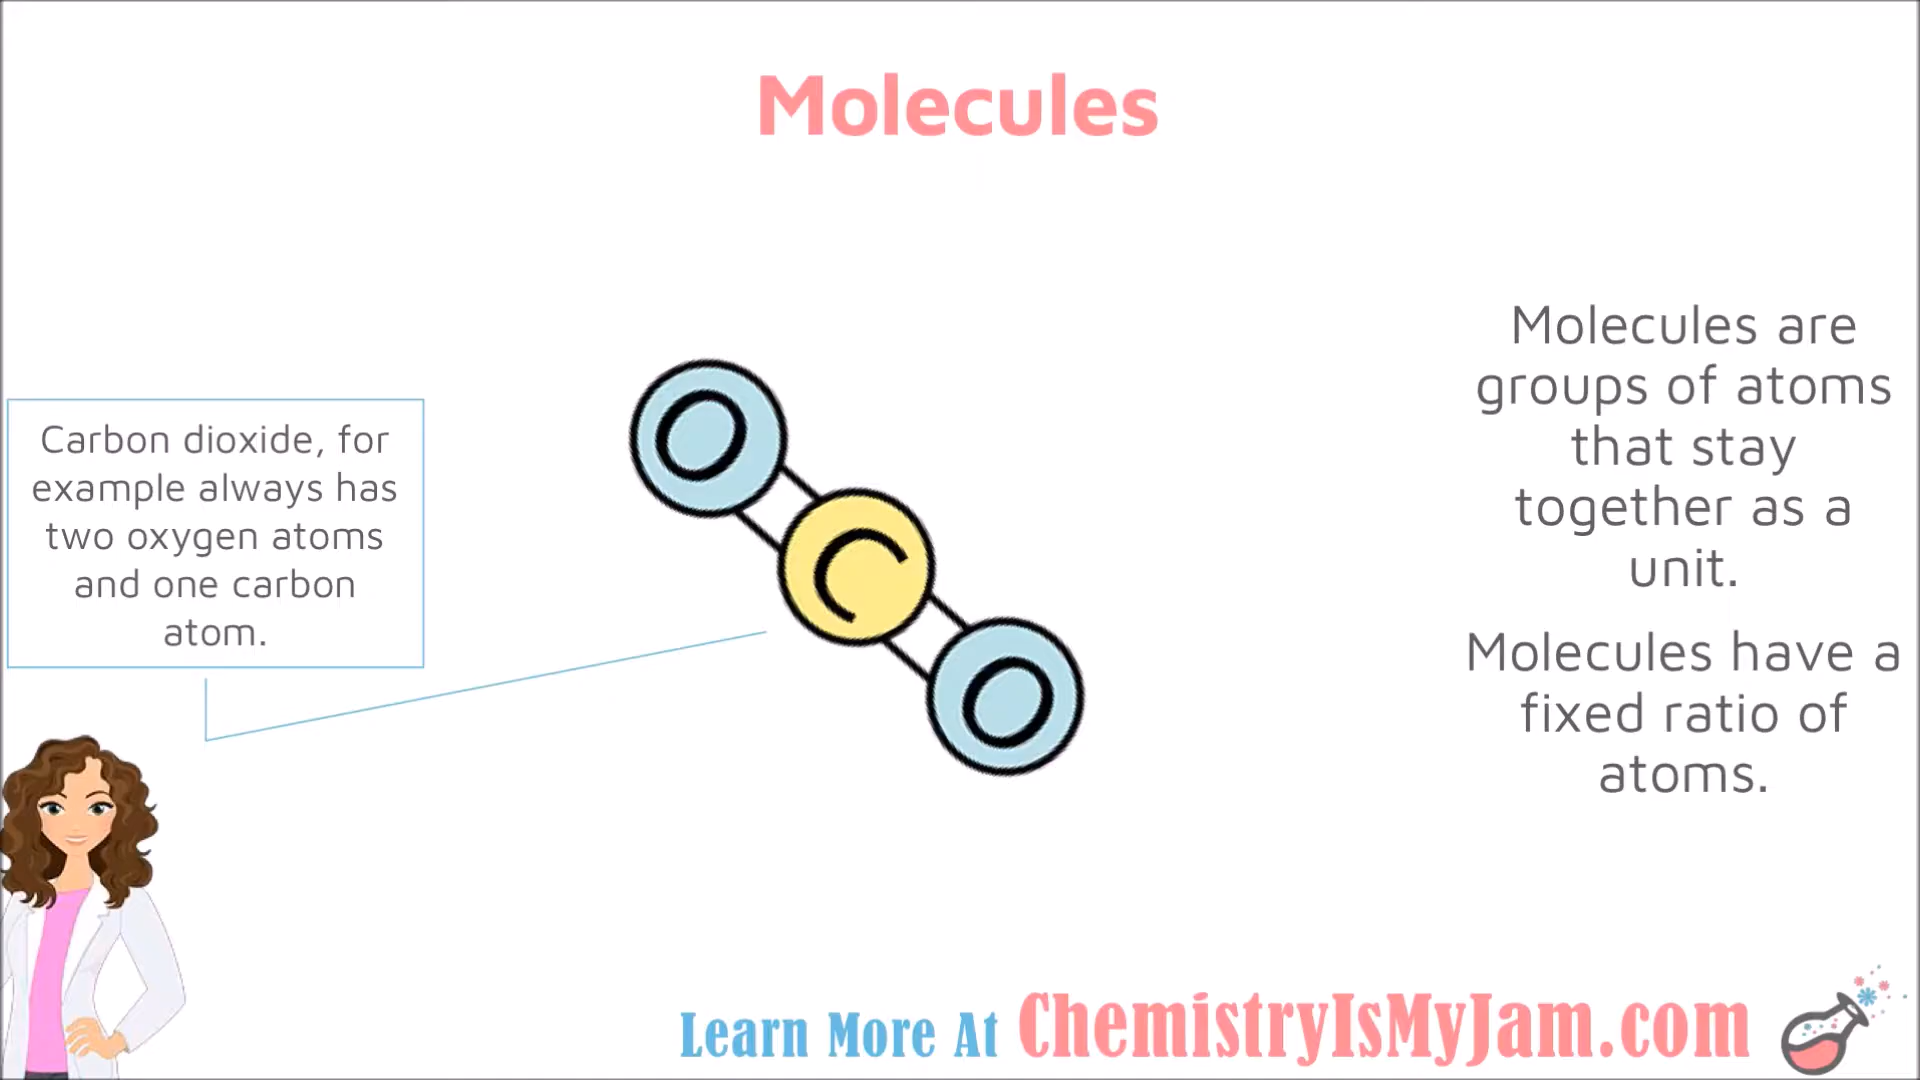 Molecules
Carbon dioxide, for
example always has
two oxygen atoms
and one carbon
atom.
O
C
O
Molecules are
groups of atoms
that stay
together as a
unit.
Molecules have a
fixed ratio of
atoms.
Learn More At ChemistryIsMyJam.com